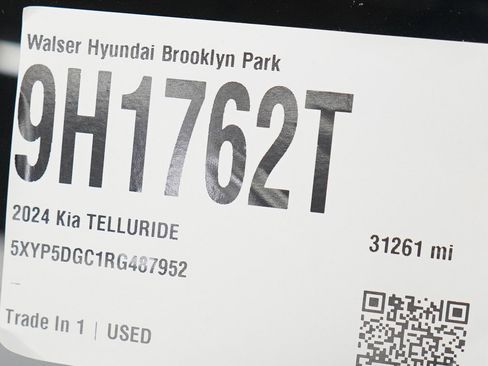 Walser Hyundai Brooklyn Park
9H1762T
2024 Kia TELLURIDE
5XYP5DGC1RG487952
31261 mi
Trade In 1 | USED